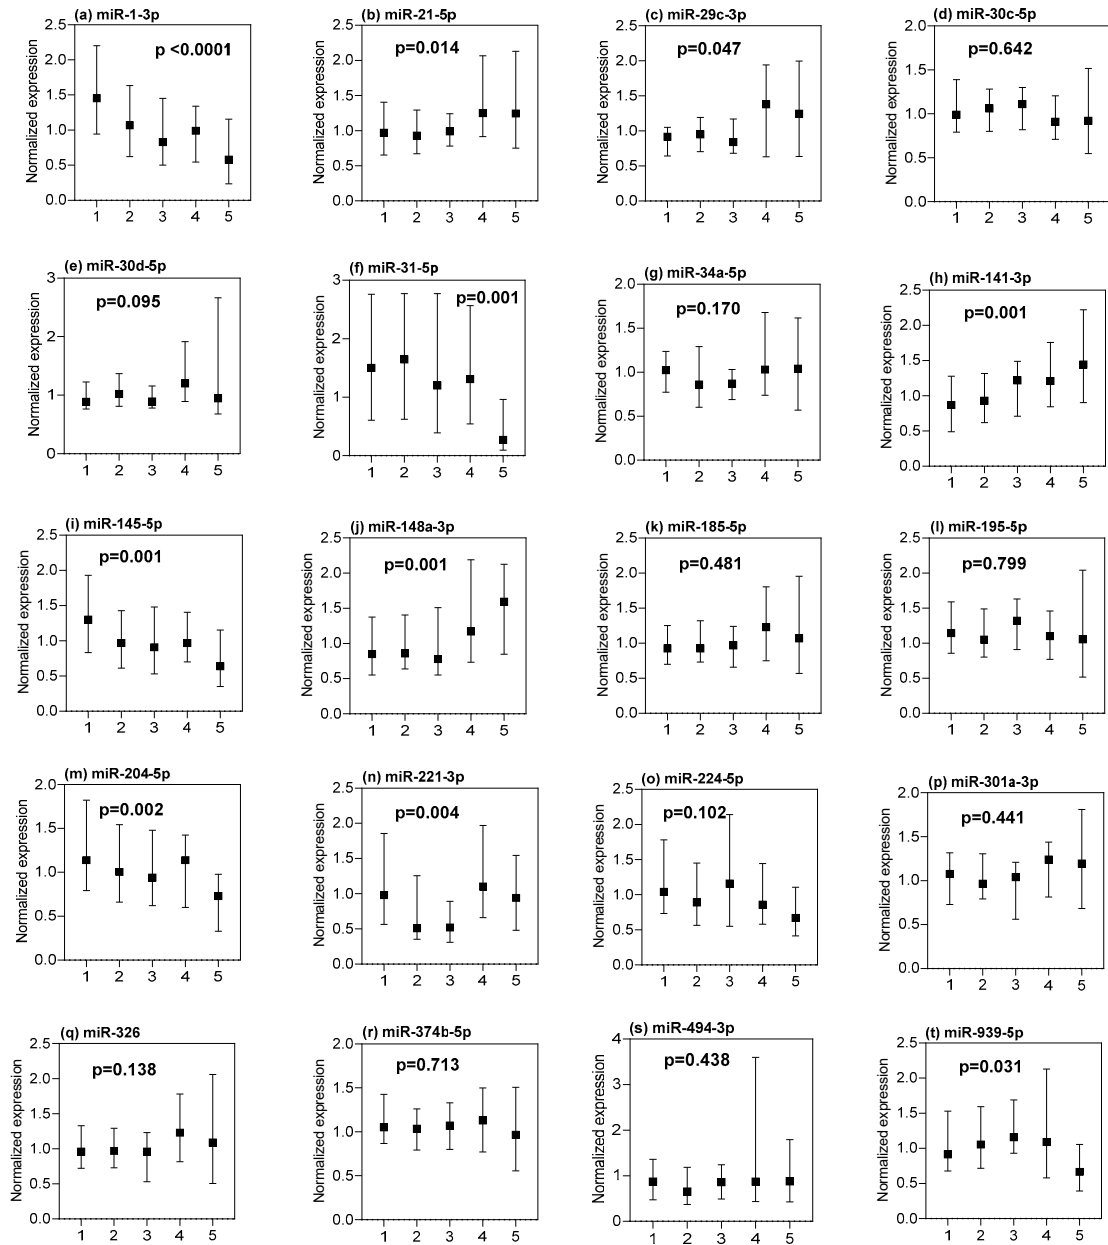 (a) miR-1-3p
p <0.0001
Normalized expression
2.5
2.0
1.5
1.0
0.5
0.0
1 2 3 4 5
(b) miR-21-5p
p=0.014
Normalized expression
2.5
2.0
1.5
1.0
0.5
0.0
1 2 3 4 5
(c) miR-29c-3p
p=0.047
Normalized expression
2.5
2.0
1.5
1.0
0.5
0.0
1 2 3 4 5
(d) miR-30c-5p
p=0.642
Normalized expression
2.0
1.5
1.0
0.5
0.0
1 2 3 4 5
(e) miR-30d-5p
p=0.095
Normalized expression
3
2
1
0
1 2 3 4 5
(f) miR-31-5p
p=0.001
Normalized expression
3
2
1
0
1 2 3 4 5
(g) miR-34a-5p
p=0.170
Normalized expression
2.0
1.5
1.0
0.5
0.0
1 2 3 4 5
(h) miR-141-3p
p=0.001
Normalized expression
2.5
2.0
1.5
1.0
0.5
0.0
1 2 3 4 5
(i) miR-145-5p
p=0.001
Normalized expression
2.5
2.0
1.5
1.0
0.5
0.0
1 2 3 4 5
(j) miR-148a-3p
p=0.001
Normalized expression
2.5
2.0
1.5
1.0
0.5
0.0
1 2 3 4 5
(k) miR-185-5p
p=0.481
Normalized expression
2.5
2.0
1.5
1.0
0.5
0.0
1 2 3 4 5
(l) miR-195-5p
p=0.799
Normalized expression
2.5
2.0
1.5
1.0
0.5
0.0
1 2 3 4 5
(m) miR-204-5p
p=0.002
Normalized expression
2.0
1.5
1.0
0.5
0.0
1 2 3 4 5
(n) miR-221-3p
p=0.004
Normalized expression
2.5
2.0
1.5
1.0
0.5
0.0
1 2 3 4 5
(o) miR-224-5p
p=0.102
Normalized expression
2.5
2.0
1.5
1.0
0.5
0.0
1 2 3 4 5
(p) miR-301a-3p
p=0.441
Normalized expression
2.0
1.5
1.0
0.5
0.0
1 2 3 4 5
(q) miR-326
p=0.138
Normalized expression
2.5
2.0
1.5
1.0
0.5
0.0
1 2 3 4 5
(r) miR-374b-5p
p=0.713
Normalized expression
2.0
1.5
1.0
0.5
0.0
1 2 3 4 5
(s) miR-494-3p
p=0.438
Normalized expression
4
3
2
1
0
1 2 3 4 5
(t) miR-939-5p
p=0.031
Normalized expression
2.5
2.0
1.5
1.0
0.5
0.0
1 2 3 4 5